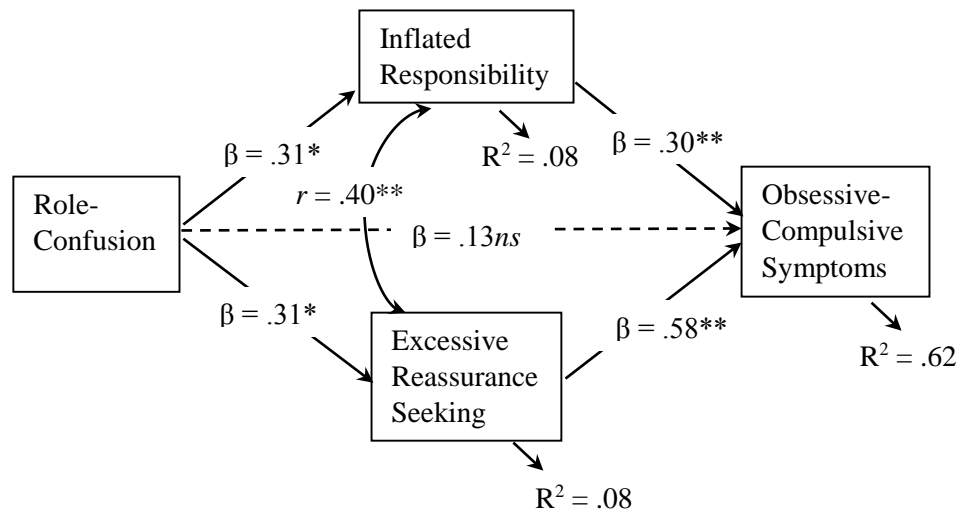 Inflated
Responsibility
β = .31*
R² = .08
β = .30**
r = .40**
Role-
Confusion
β = .13ns
Obsessive-
Compulsive
Symptoms
β = .31*
Excessive
Reassurance
Seeking
β = .58**
R² = .62
R² = .08